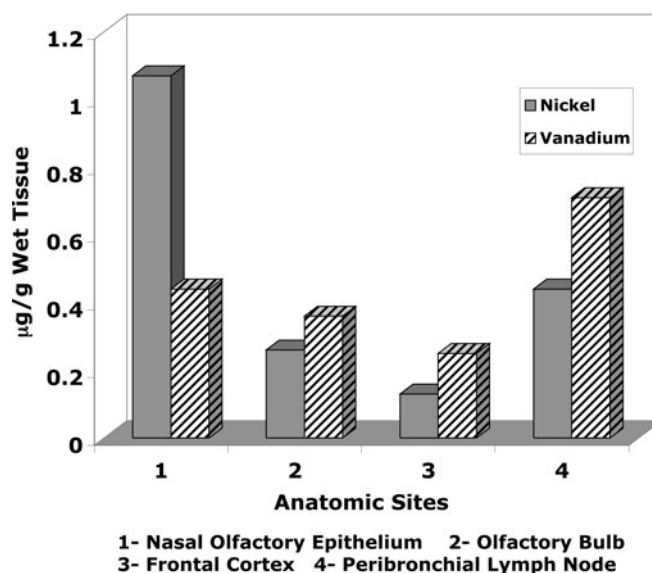 1.2
1
0.8
0.6
0.4
0.2
0
µg/g Wet Tissue
Nickel
Vanadium
1 2 3 4
Anatomic Sites
1- Nasal Olfactory Epithelium 2- Olfactory Bulb
3- Frontal Cortex 4- Peribronchial Lymph Node